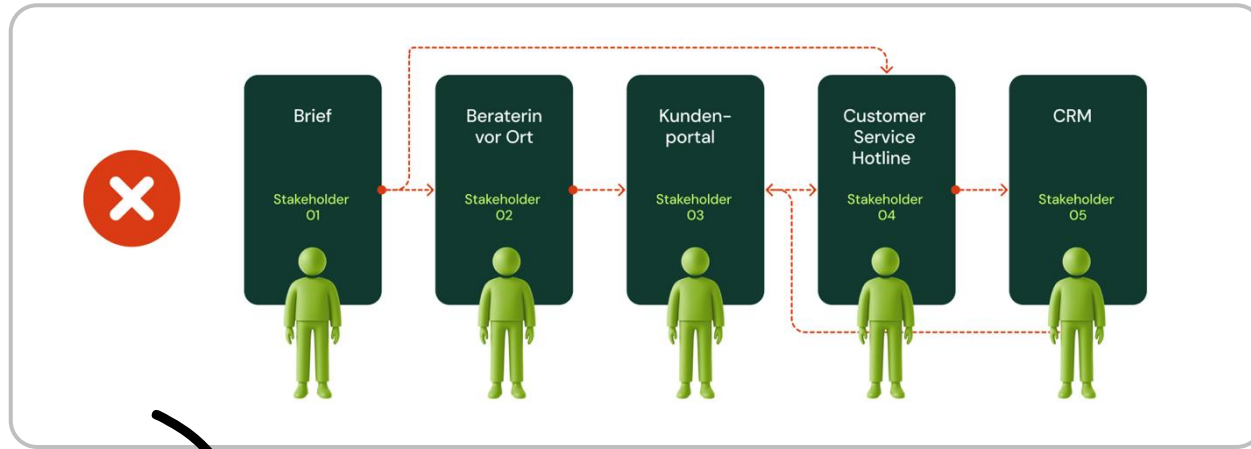 Brief
Stakeholder
01
Beraterin
vor Ort
Stakeholder
02
Kunden-
portal
Stakeholder
03
Customer
Service
Hotline
Stakeholder
04
CRM
Stakeholder
05